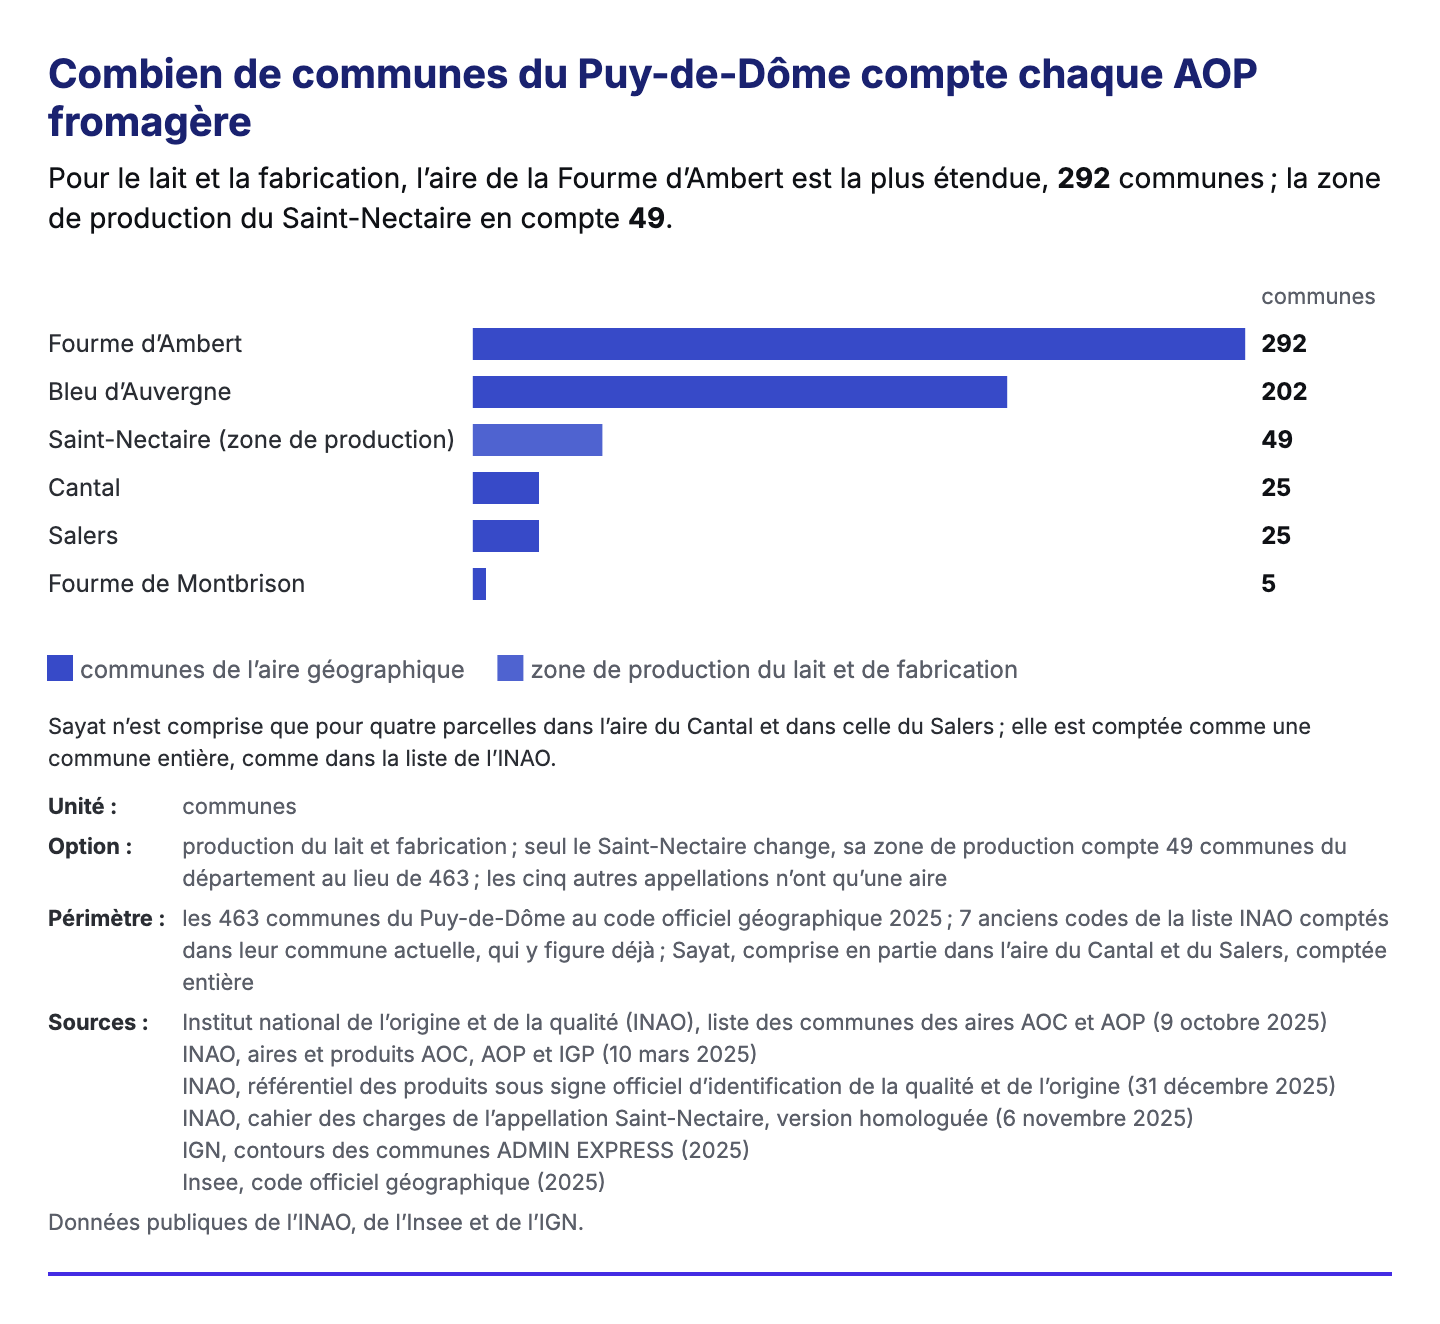 Combien de communes du Puy-de-Dôme compte chaque AOP
fromagère
Pour le lait et la fabrication, l’aire de la Fourme d’Ambert est la plus étendue, 292 communes ; la zone
de production du Saint-Nectaire en compte 49.
communes
Fourme d’Ambert 292
Bleu d’Auvergne 202
Saint-Nectaire (zone de production) 49
Cantal 25
Salers 25
Fourme de Montbrison 5
communes de l’aire géographique zone de production du lait et de fabrication
Sayat n’est comprise que pour quatre parcelles dans l’aire du Cantal et dans celle du Salers ; elle est comptée comme une
commune entière, comme dans la liste de l’INAO.
Unité : communes
Option : production du lait et fabrication ; seul le Saint-Nectaire change, sa zone de production compte 49 communes du
département au lieu de 463 ; les cinq autres appellations n’ont qu’une aire
Périmètre : les 463 communes du Puy-de-Dôme au code officiel géographique 2025 ; 7 anciens codes de la liste INAO comptés
dans leur commune actuelle, qui y figure déjà ; Sayat, comprise en partie dans l’aire du Cantal et du Salers, comptée
entière
Sources : Institut national de l’origine et de la qualité (INAO), liste des communes des aires AOC et AOP (9 octobre 2025)
INAO, aires et produits AOC, AOP et IGP (10 mars 2025)
INAO, référentiel des produits sous signe officiel d’identification de la qualité et de l’origine (31 décembre 2025)
INAO, cahier des charges de l’appellation Saint-Nectaire, version homologuée (6 novembre 2025)
IGN, contours des communes ADMIN EXPRESS (2025)
Insee, code officiel géographique (2025)
Données publiques de l’INAO, de l’Insee et de l’IGN.